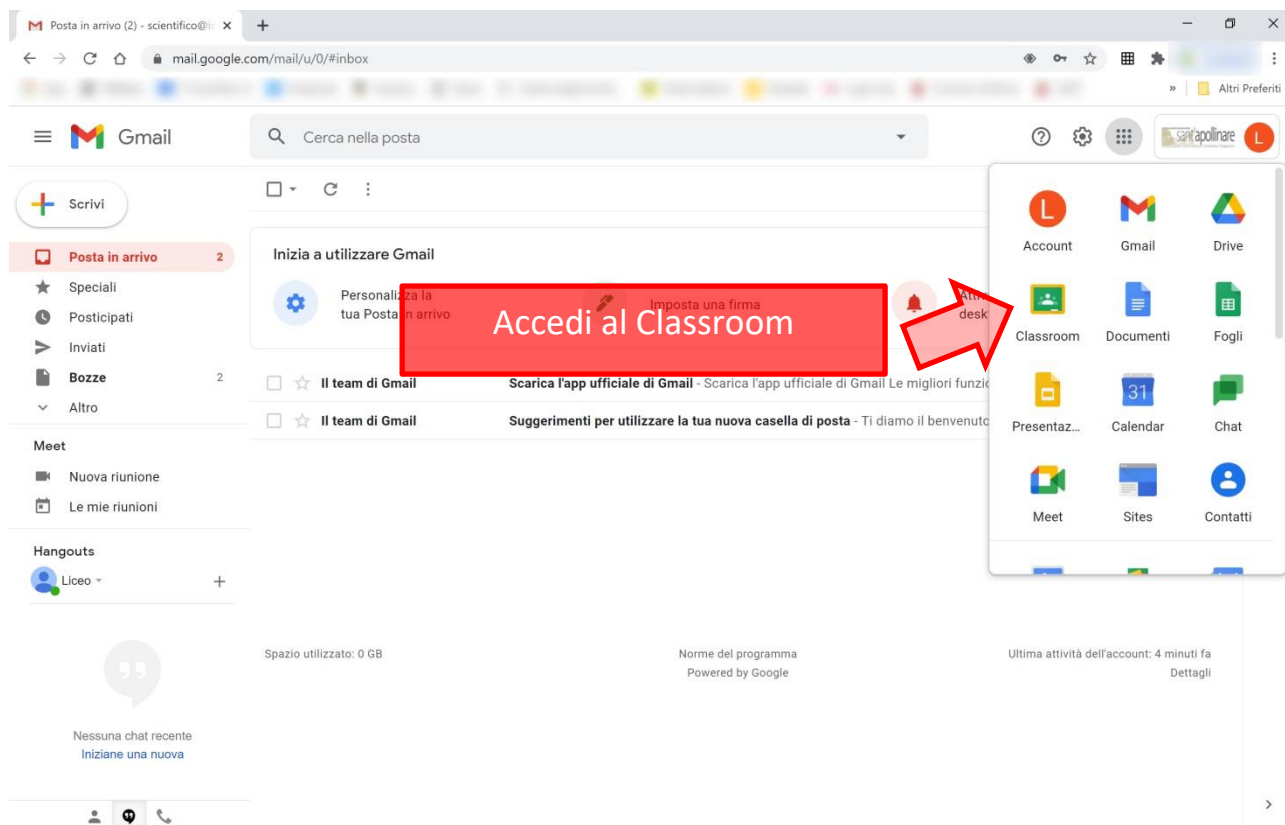 Posta in arrivo (2) - scientifico@
mail.google.com/mail/u/0/#inbox
» Altri Preferiti
Gmail
Cerca nella posta
sant'apollinare L
Scrivi
Posta in arrivo 2
Speciali
Posticipati
Inviati
Bozze 2
Altro
Meet
Nuova riunione
Le mie riunioni
Hangouts
Liceo
Nessuna chat recente
Iniziane una nuova
Inizia a utilizzare Gmail
Personalizza la
tua Posta in arrivo
Imposta una firma
Accedi al Classroom
Il team di Gmail Scarica l'app ufficiale di Gmail - Scarica l'app ufficiale di Gmail Le migliori
Il team di Gmail Suggerimenti per utilizzare la tua nuova casella di posta - Ti diamo il benvenuto
L
Account Gmail Drive
Classroom Documenti Fogli
Presentaz... 31 Calendar Chat
Meet Sites Contatti
Spazio utilizzato: 0 GB
Norme del programma
Powered by Google
Ultima attività dell'account: 4 minuti fa
Dettagli